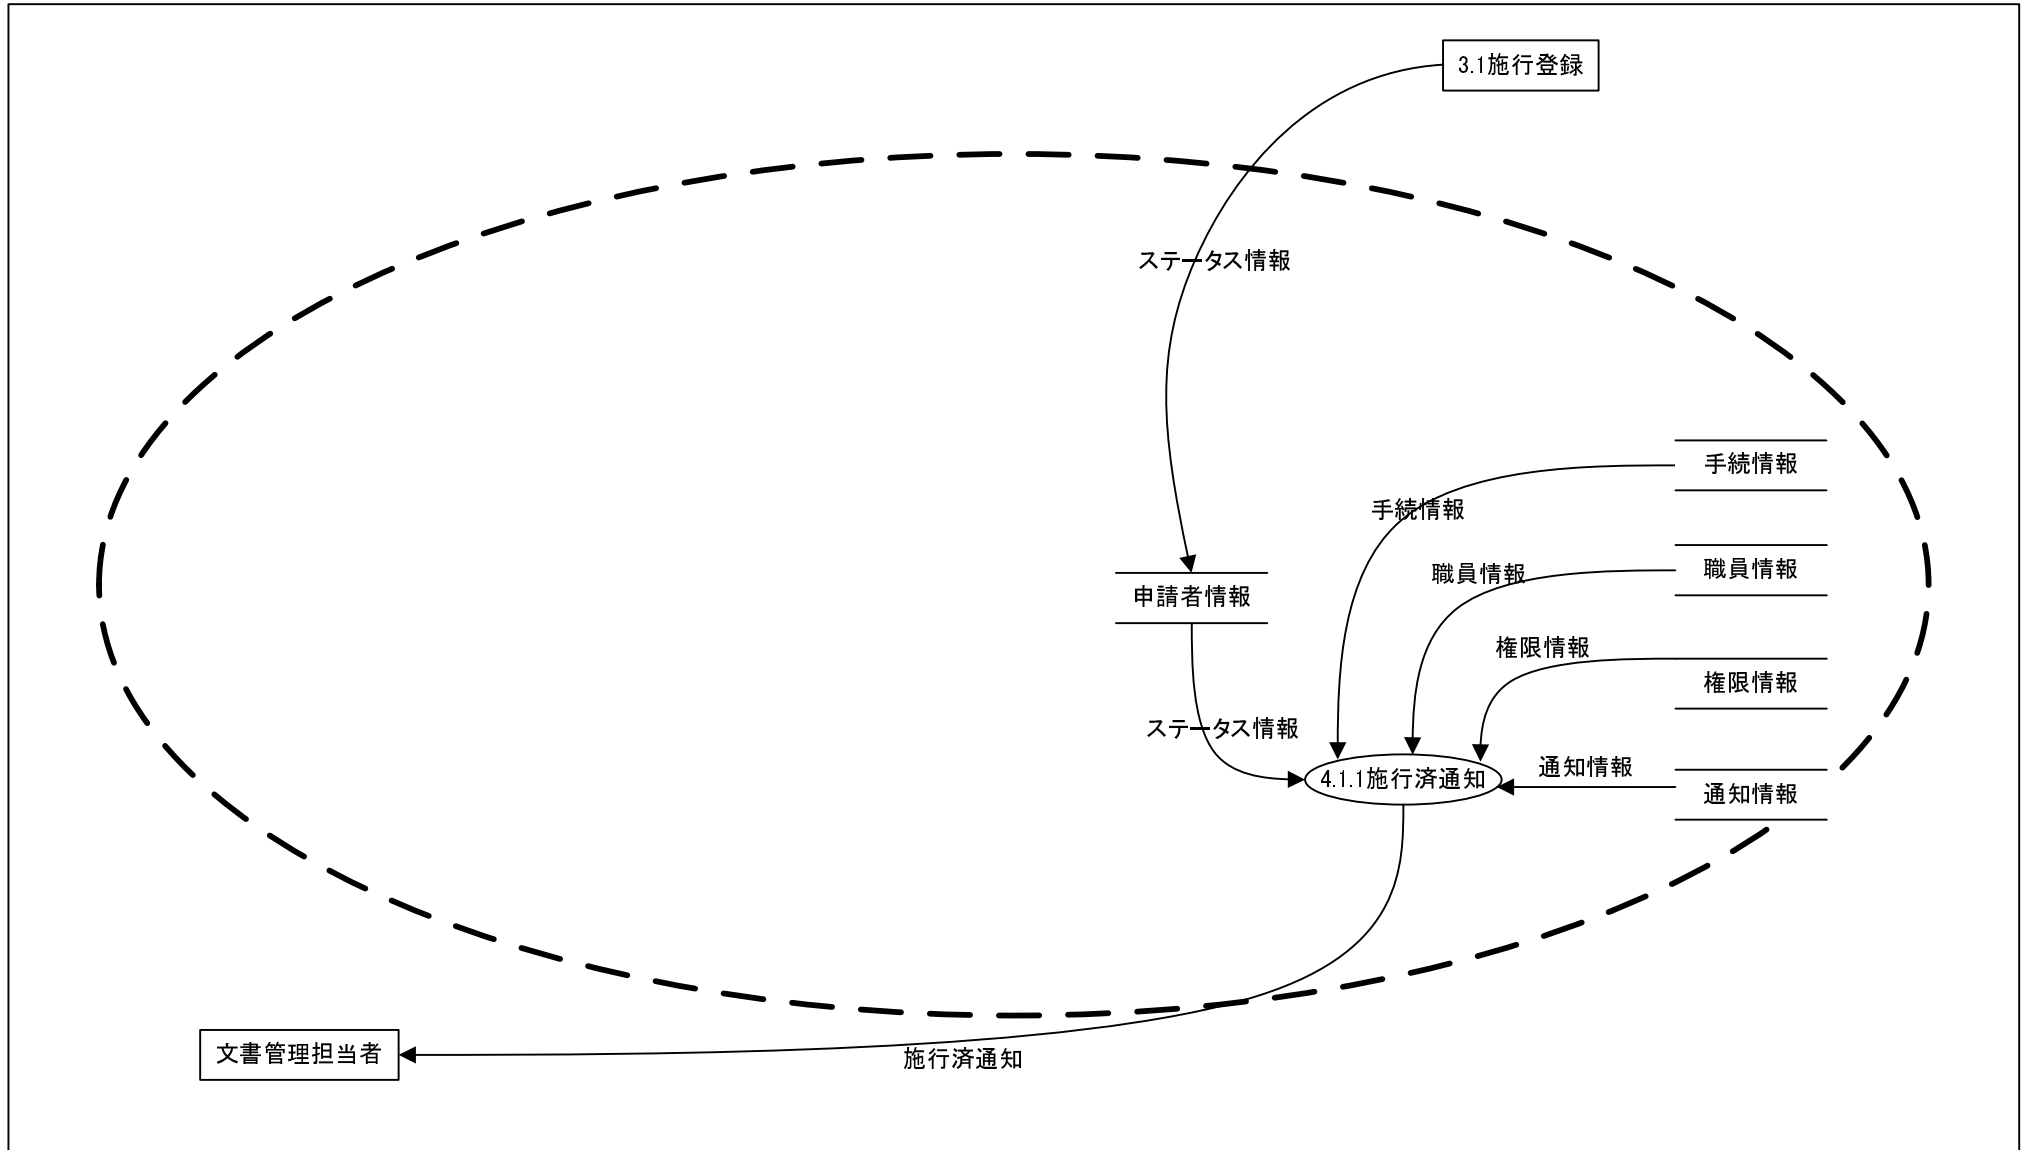 3.1施行登録
ステータス情報
手続情報
手続情報
職員情報
職員情報
申請者情報
権限情報
権限情報
ステータス情報
通知情報
4.1.1施行済通知
通知情報
文書管理担当者
施行済通知